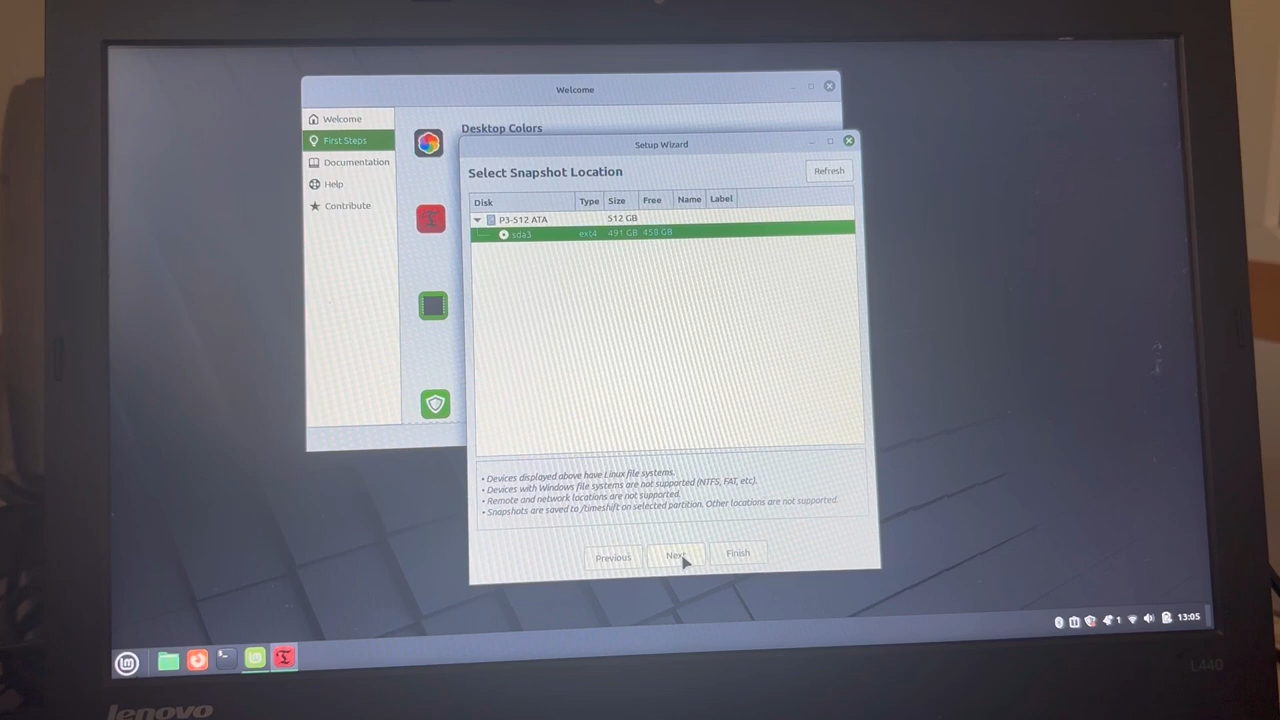 Welcome
Welcome
First Steps
Documentation
Help
Contribute
Desktop Colors
Setup Wizard
Select Snapshot Location
Refresh
Disk Type Size Free Name Label
P3-512 ATA 512 GB
sda3 ext4 491 GB 458 GB
• Devices displayed above have Linux file systems.
• Devices with Windows file systems are not supported (NTFS, FAT, etc).
• Remote and network locations are not supported.
• Snapshots are saved to /timeshift on selected partition. Other locations are not supported.
Previous Next Finish
1 13:05
L440
lenovo